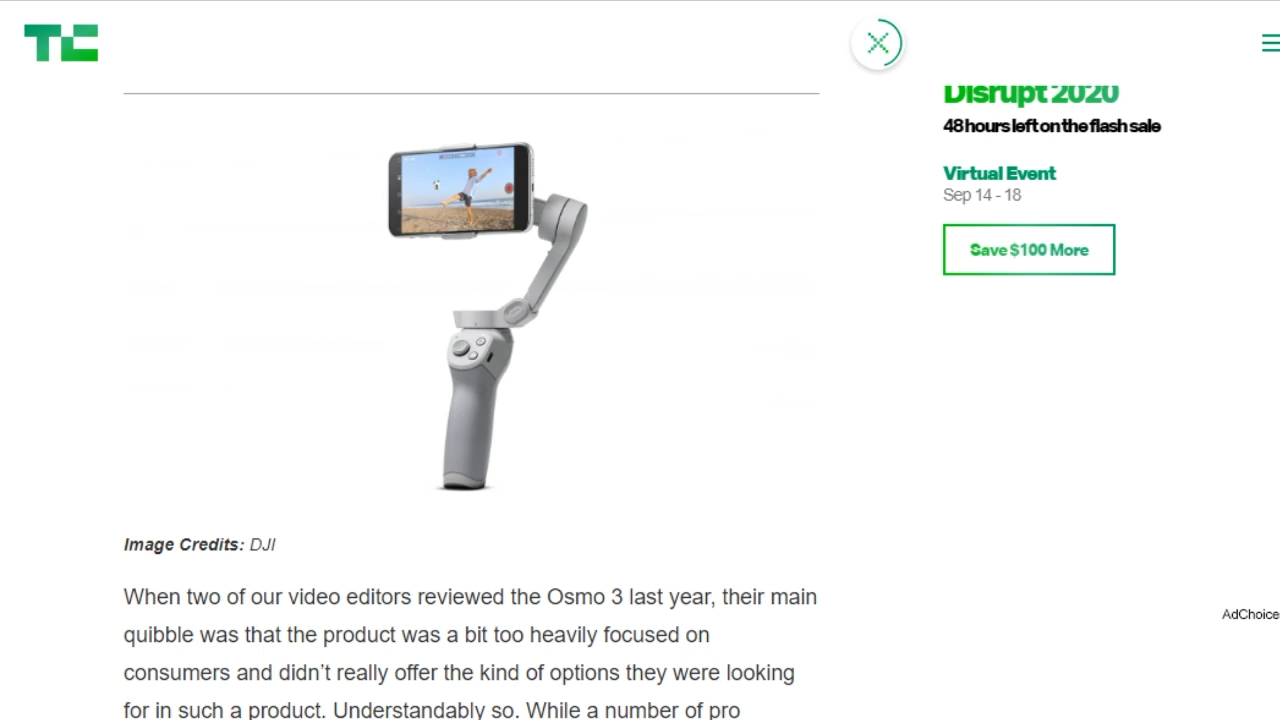 TC
Disrupt 2020
48 hours left on the flash sale
Virtual Event
Sep 14 - 18
Save $100 More
Image Credits: DJI
When two of our video editors reviewed the Osmo 3 last year, their main
quibble was that the product was a bit too heavily focused on
consumers and didn’t really offer the kind of options they were looking
for in such a product. Understandably so. While a number of pro
AdChoice